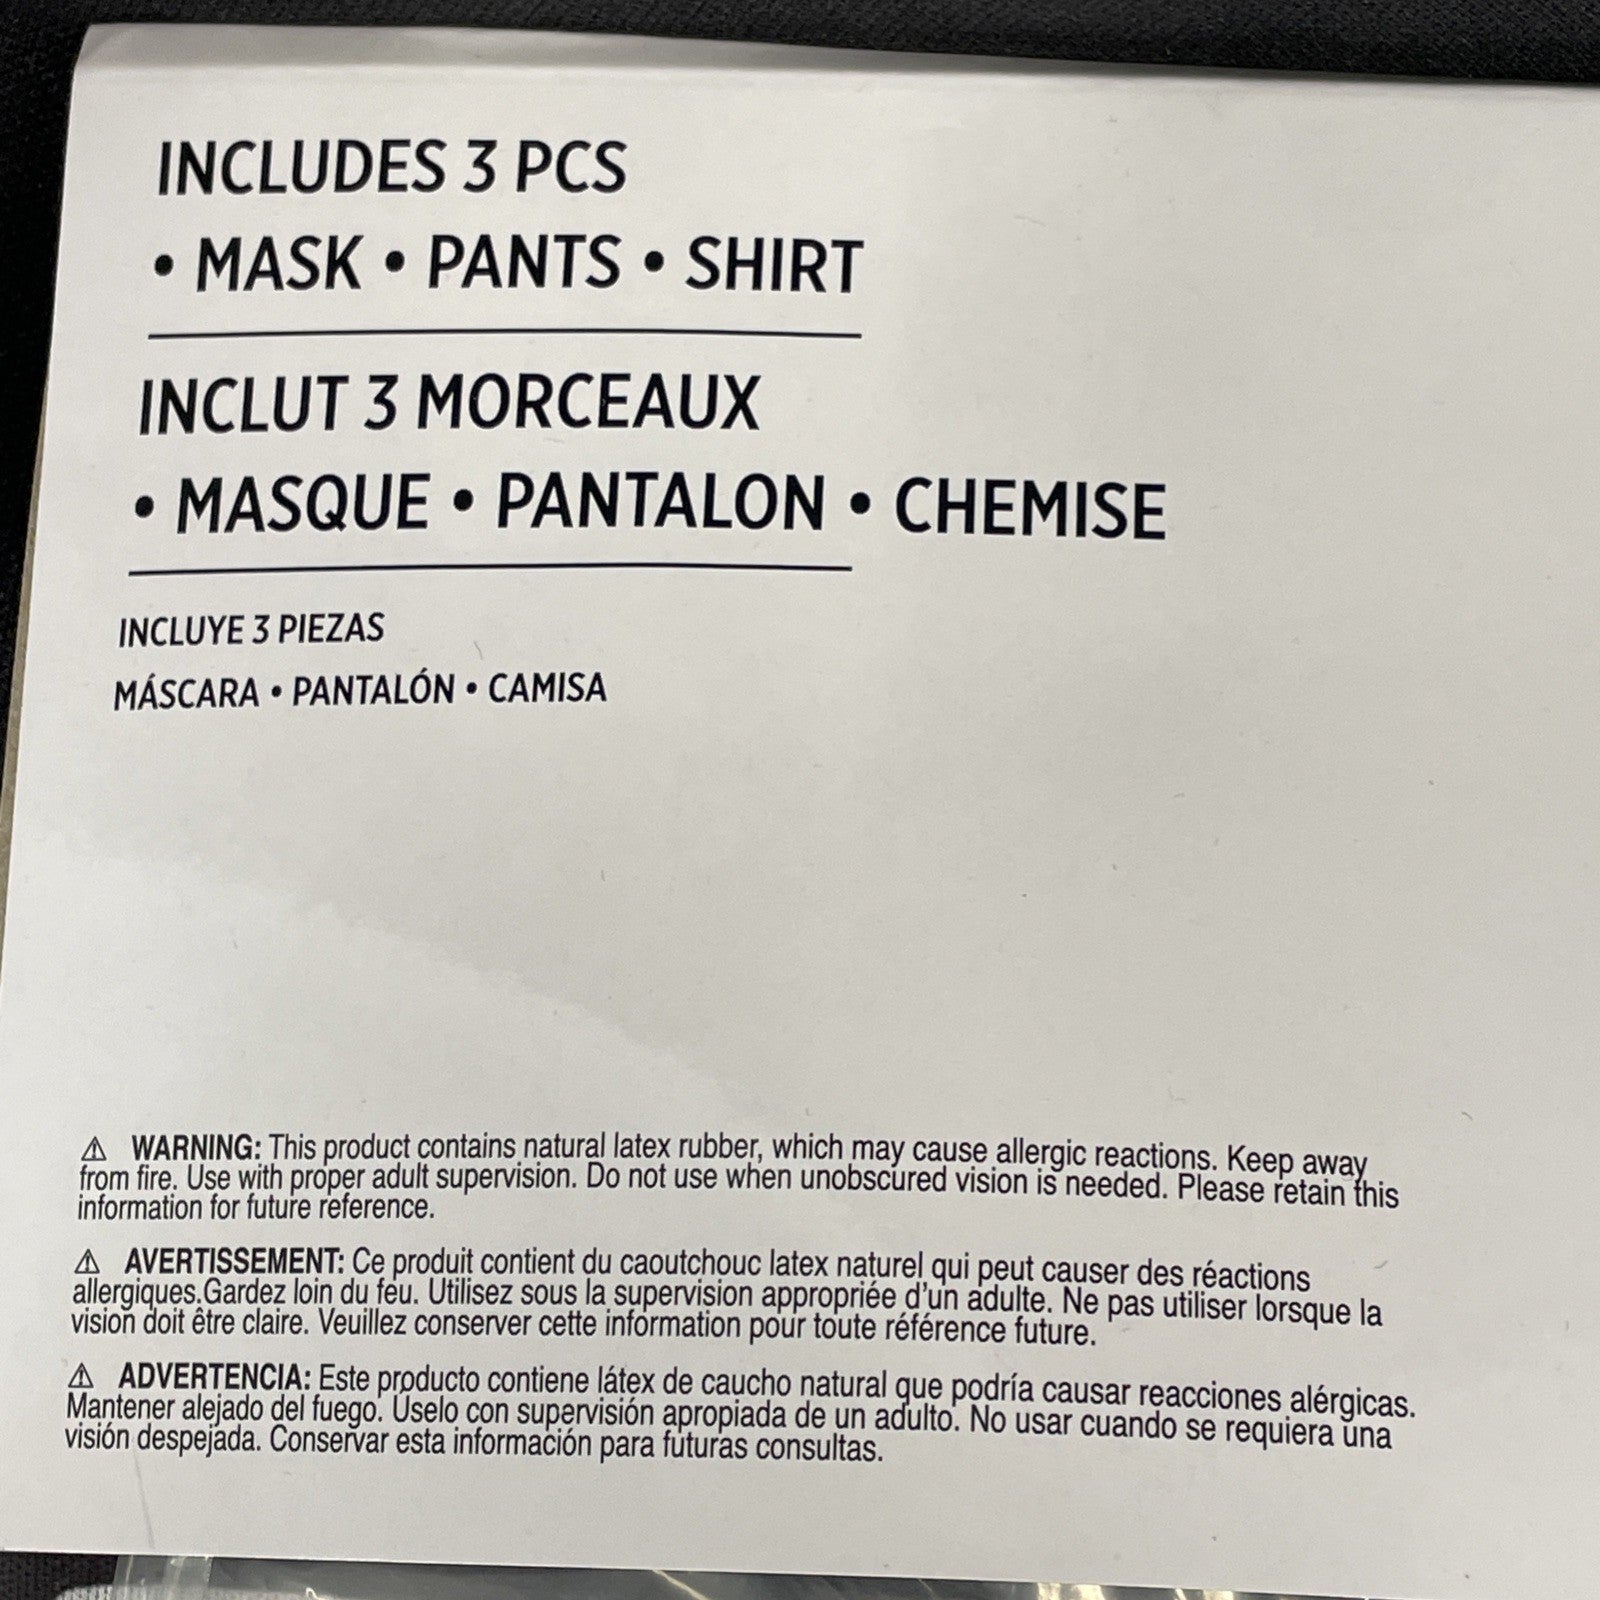 INCLUDES 3 PCS
• MASK • PANTS • SHIRT
INCLUT 3 MORCEAUX
• MASQUE • PANTALON • CHEMISE
INCLUYE 3 PIEZAS
MÁSCARA • PANTALÓN • CAMISA
⚠ WARNING: This product contains natural latex rubber, which may cause allergic reactions. Keep away
from fire. Use with proper adult supervision. Do not use when unobscured vision is needed. Please retain this
information for future reference.
⚠ AVERTISSEMENT: Ce produit contient du caoutchouc latex naturel qui peut causer des réactions
allergiques.Gardez loin du feu. Utilisez sous la supervision appropriée d'un adulte. Ne pas utiliser lorsque la
vision doit être claire. Veuillez conserver cette information pour toute référence future.
⚠ ADVERTENCIA: Este producto contiene látex de caucho natural que podría causar reacciones alérgicas.
Mantener alejado del fuego. Úselo con supervisión apropiada de un adulto. No usar cuando se requiera una
visión despejada. Conservar esta información para futuras consultas.